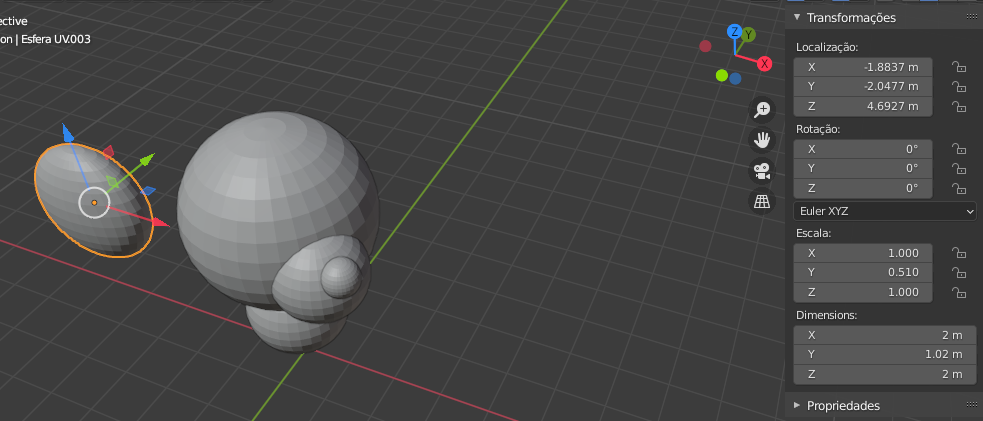 ective
on | Esfera UV.003
Z
Y
X
Transformações
Localização:
X -1.8837 m
Y -2.0477 m
Z 4.6927 m
Rotação:
X 0°
Y 0°
Z 0°
Euler XYZ
Escala:
X 1.000
Y 0.510
Z 1.000
Dimensions:
X 2 m
Y 1.02 m
Z 2 m
Propriedades